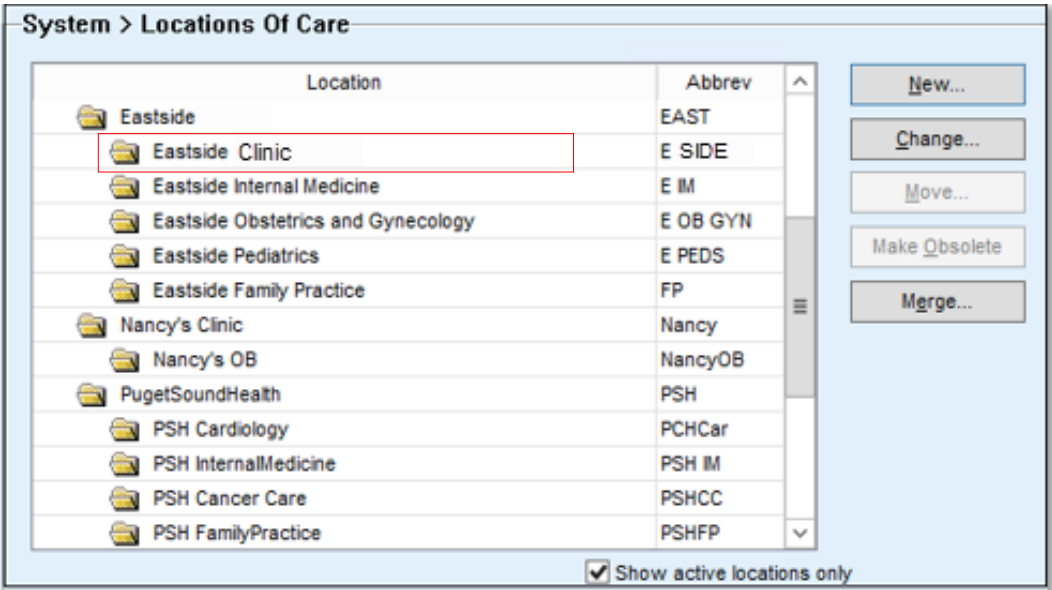 System > Locations Of Care
Location Abbrev
Eastside EAST
Eastside Clinic E SIDE
Eastside Internal Medicine E IM
Eastside Obstetrics and Gynecology E OB GYN
Eastside Pediatrics E PEDS
Eastside Family Practice FP
Nancy's Clinic Nancy
Nancy's OB NancyOB
PugetSoundHealth PSH
PSH Cardiology PCHCar
PSH InternalMedicine PSH IM
PSH Cancer Care PSHCC
PSH FamilyPractice PSHFP
Show active locations only
New...
Change...
Move...
Make Obsolete
Merge...